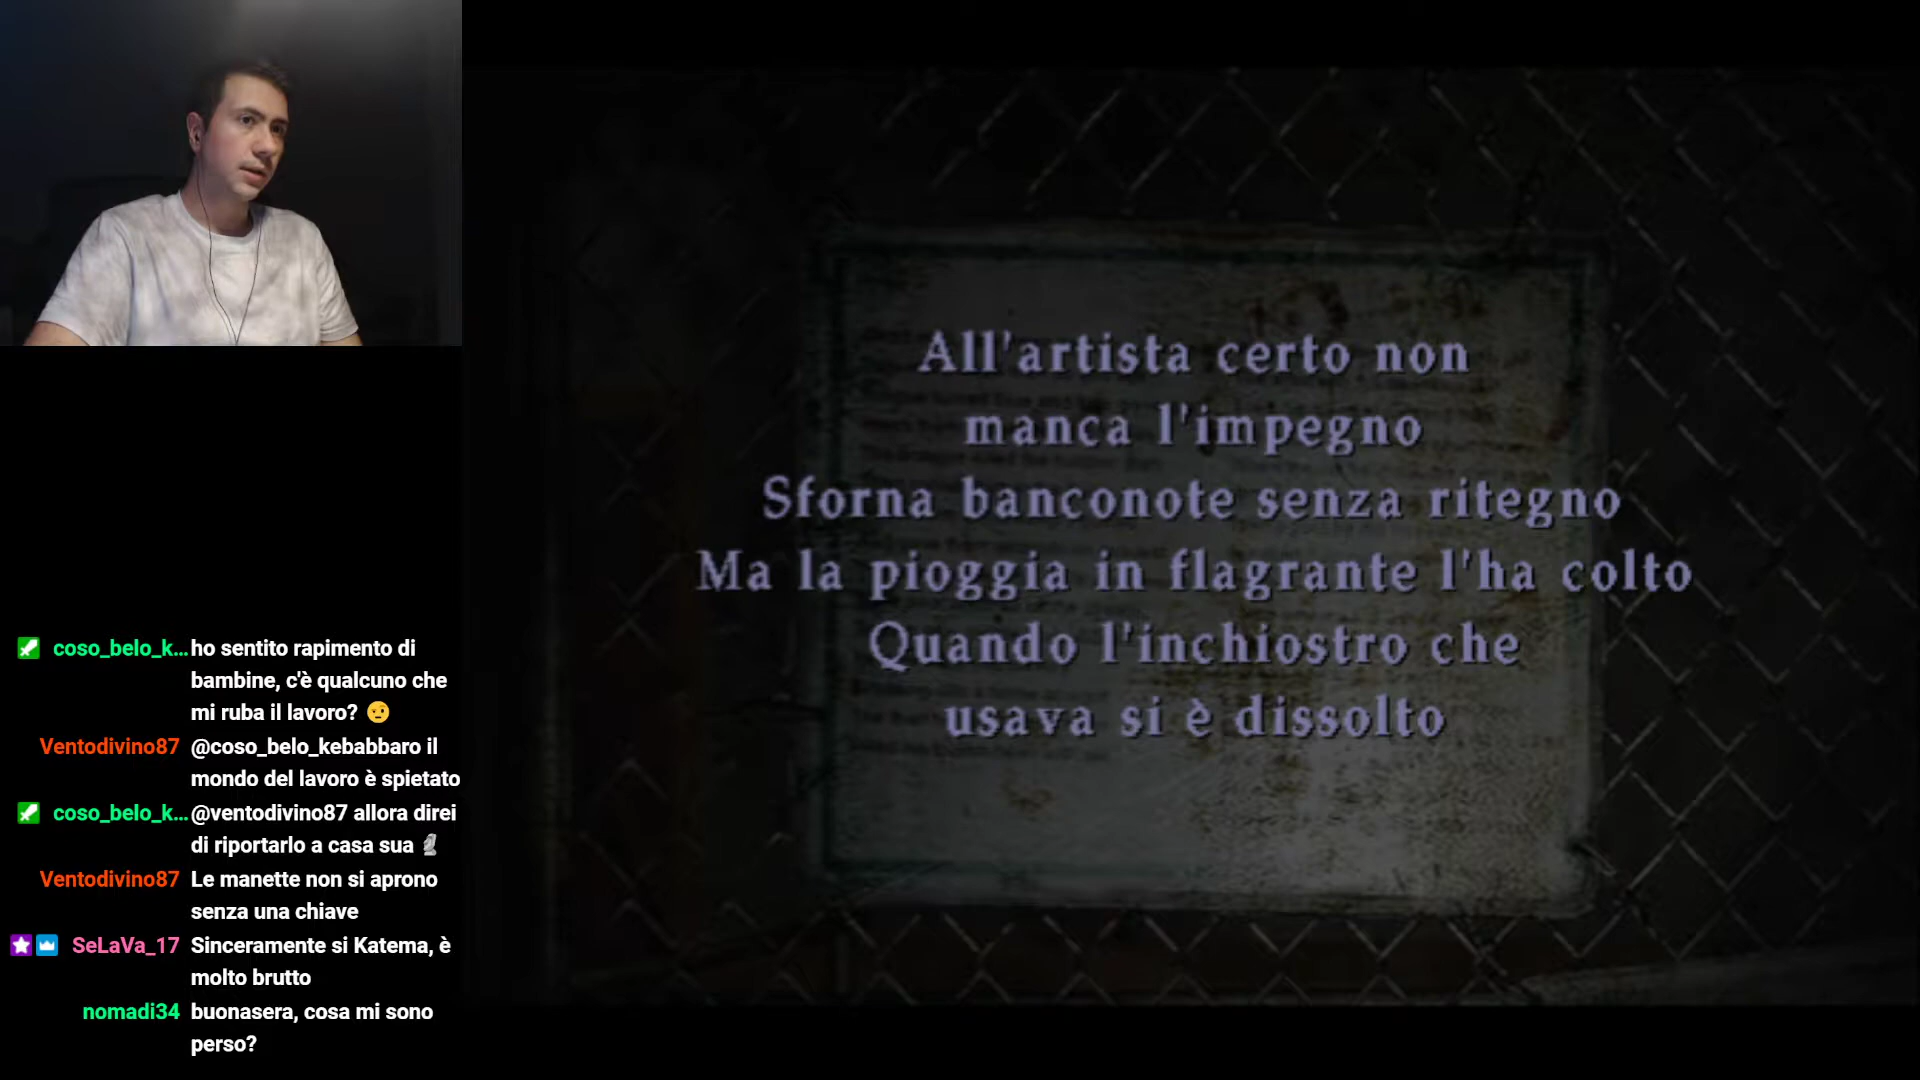 All'artista certo non
manca l'impegno
Sforna banconote senza ritegno
Ma la pioggia in flagrante l'ha colto
Quando l'inchiostro che
usava si è dissolto
coso_belo_k... ho sentito rapimento di
bambine, c'è qualcuno che
mi ruba il lavoro? 🤨
Ventodivino87 @coso_belo_kebabbaro il
mondo del lavoro è spietato
coso_belo_k... @ventodivino87 allora direi
di riportarlo a casa sua 🗿
Ventodivino87 Le manette non si aprono
senza una chiave
SeLaVa_17 Sinceramente si Katema, è
molto brutto
nomadi34 buonasera, cosa mi sono
perso?